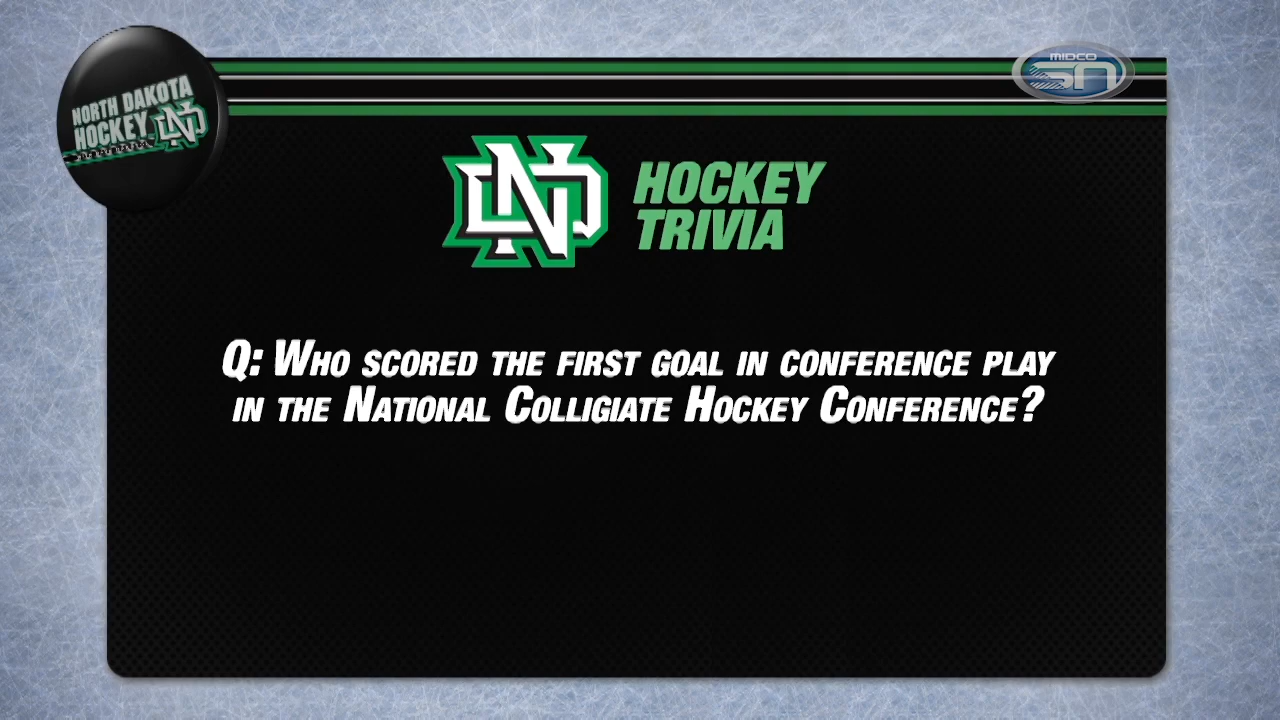 NORTH DAKOTA
HOCKEY ND
MIDCO
SN
ND
HOCKEY
TRIVIA
Q: WHO SCORED THE FIRST GOAL IN CONFERENCE PLAY
IN THE NATIONAL COLLIGIATE HOCKEY CONFERENCE?